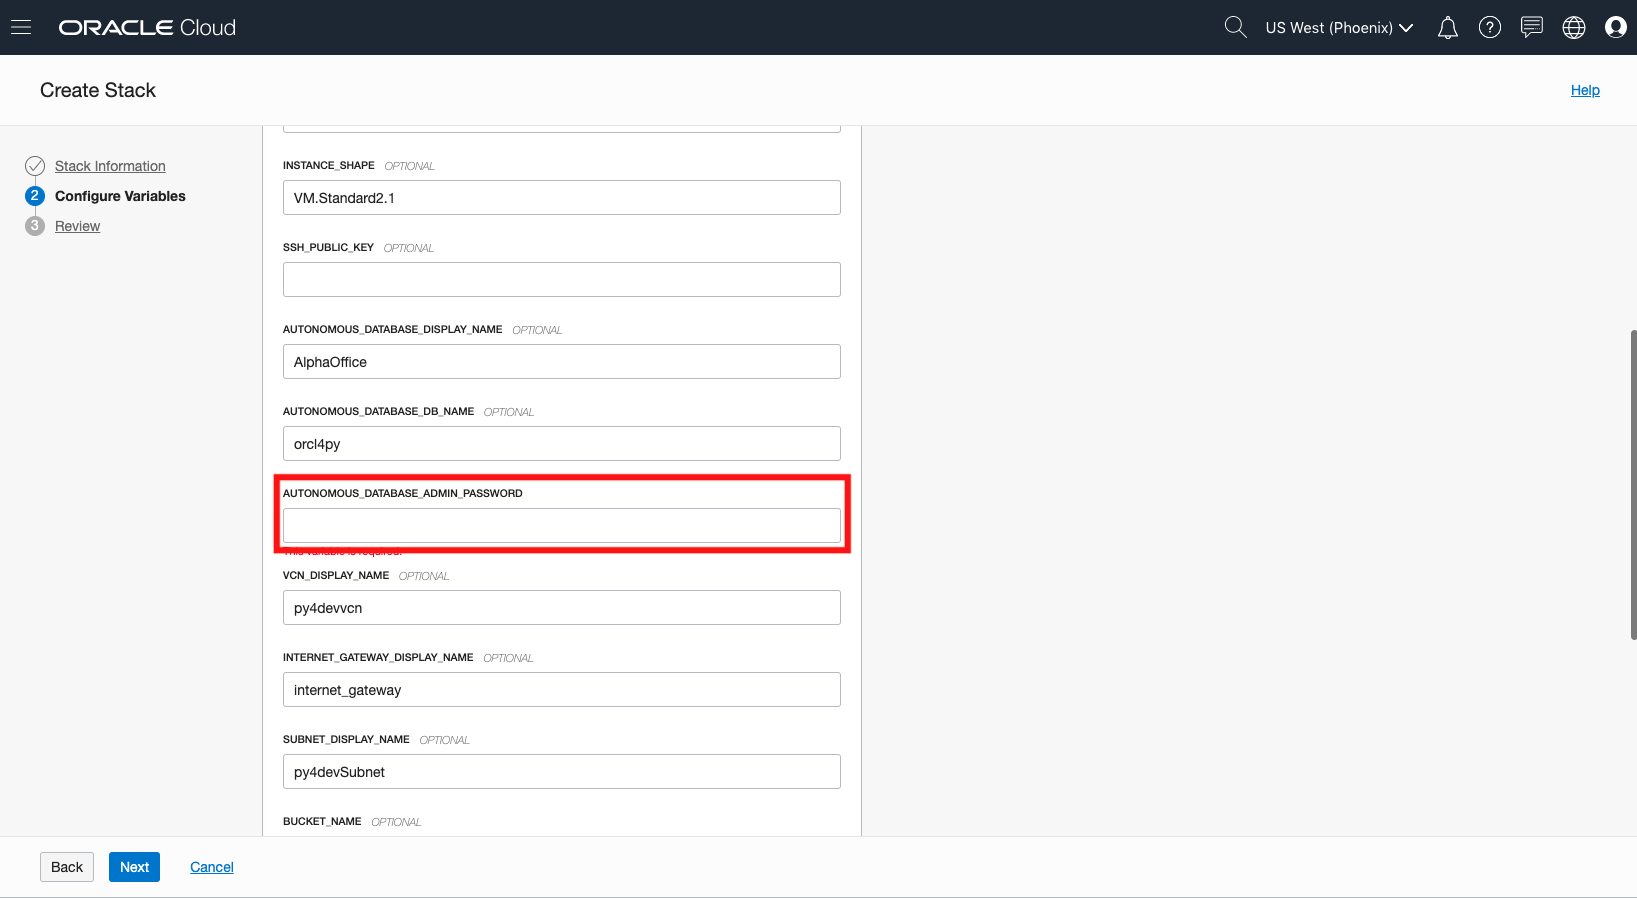 ORACLE Cloud
US West (Phoenix)
Create Stack
Help
Stack Information
2 Configure Variables
3 Review
INSTANCE_SHAPE OPTIONAL
VM.Standard2.1
SSH_PUBLIC_KEY OPTIONAL
AUTONOMOUS_DATABASE_DISPLAY_NAME OPTIONAL
AlphaOffice
AUTONOMOUS_DATABASE_DB_NAME OPTIONAL
orcl4py
AUTONOMOUS_DATABASE_ADMIN_PASSWORD
This variable is required.
VCN_DISPLAY_NAME OPTIONAL
py4devvcn
INTERNET_GATEWAY_DISPLAY_NAME OPTIONAL
internet_gateway
SUBNET_DISPLAY_NAME OPTIONAL
py4devSubnet
BUCKET_NAME OPTIONAL
Back Next Cancel